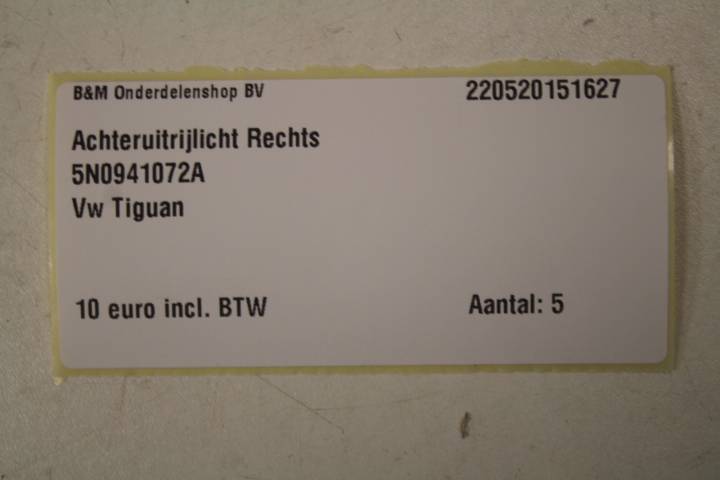 B&M Onderdelenshop BV 220520151627
Achteruitrijlicht Rechts
5N0941072A
Vw Tiguan
10 euro incl. BTW Aantal: 5